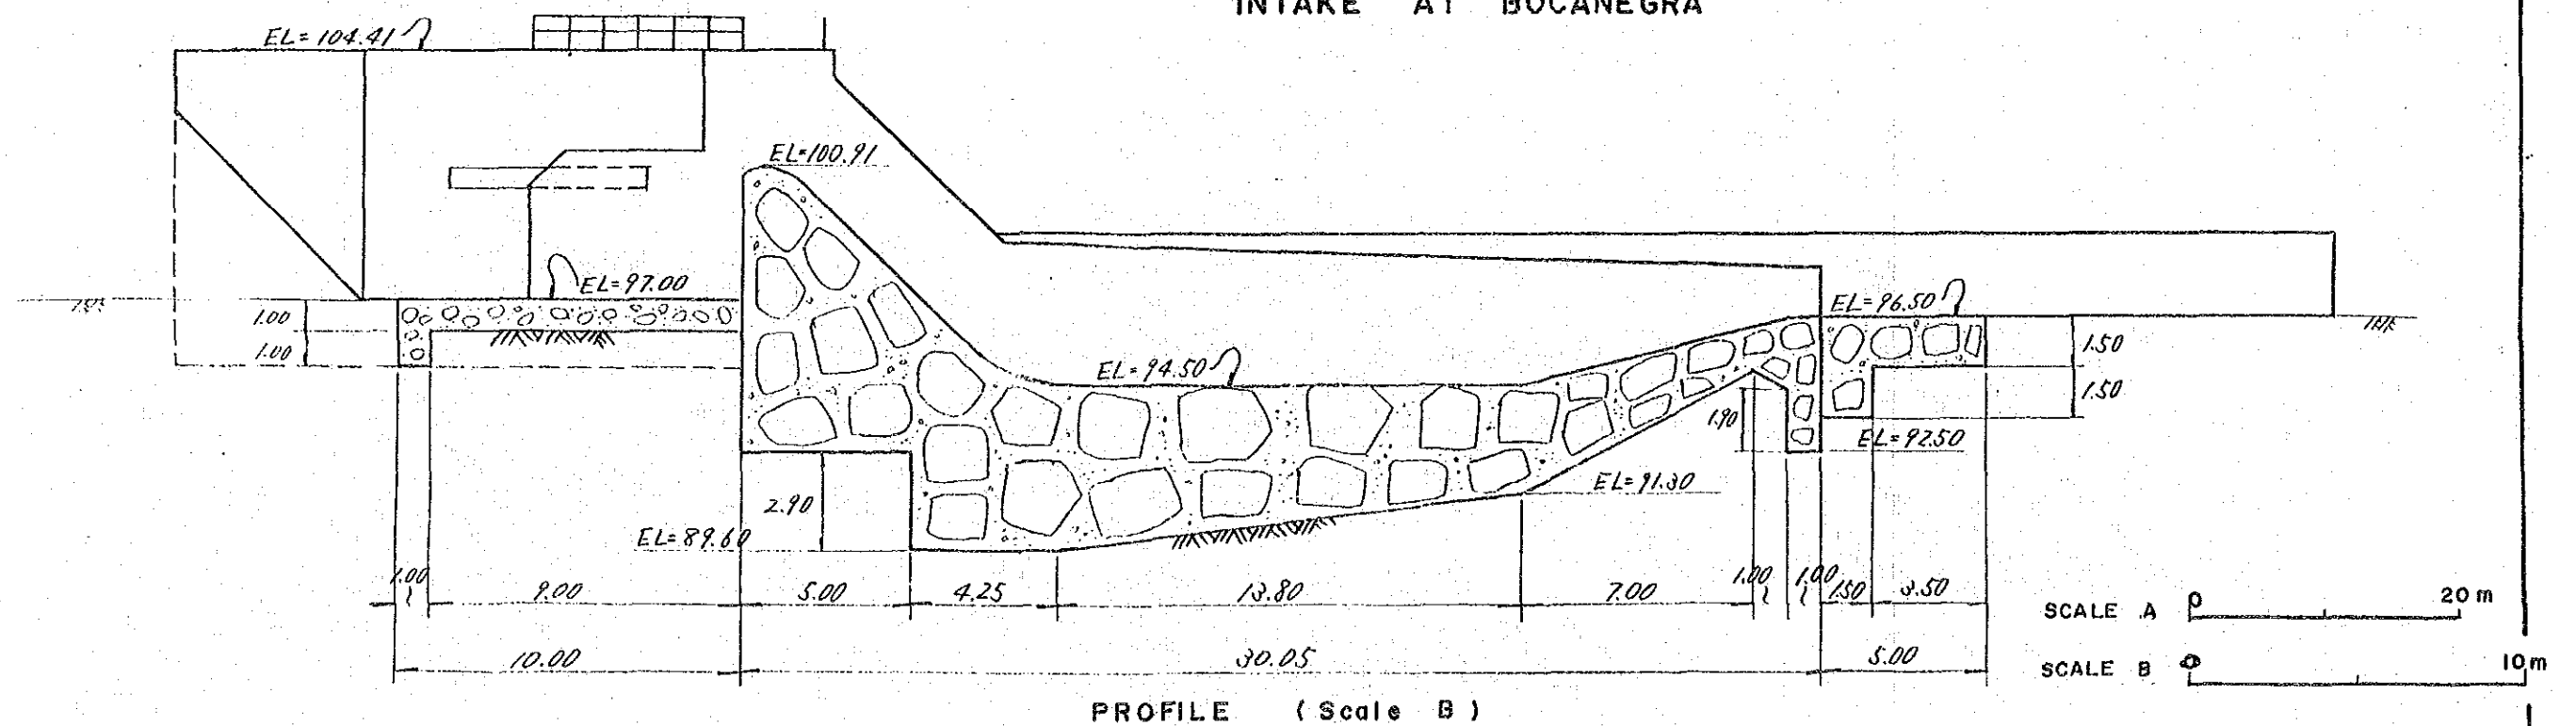 INTAKE AT BOCANEGRA
EL=104.41
EL=100.91
EL=97.00
1.00
1.00
EL=94.50
EL=96.50
1.50
1.50
1.90
EL=92.50
EL=91.30
2.90
EL=89.60
1.00 9.00 5.00 4.25 13.80 7.00 1.00 1.00 1.50 3.50
10.00 30.05 5.00
SCALE A 0 20 m
SCALE B 0 10 m
PROFILE (Scale B)